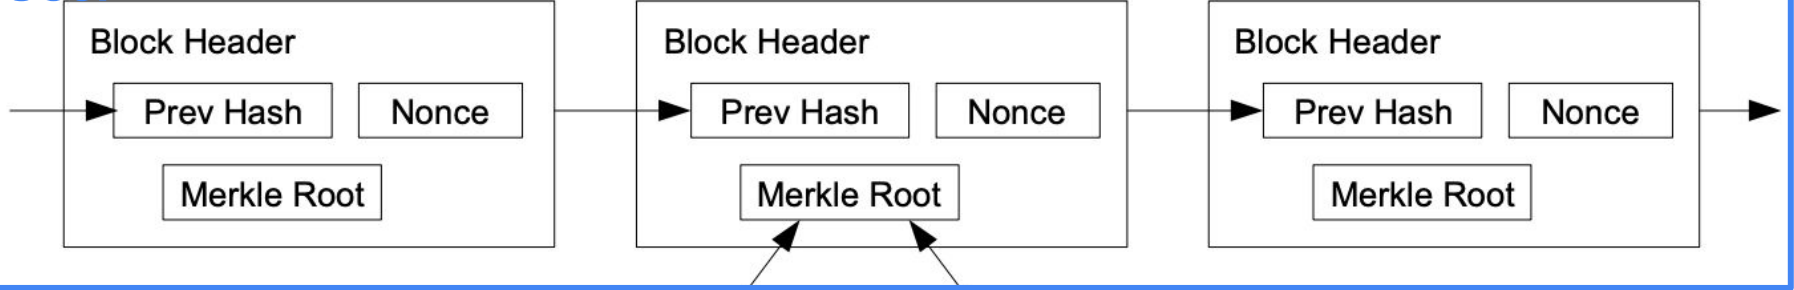 Block Header
Prev Hash
Nonce
Merkle Root
Block Header
Prev Hash
Nonce
Merkle Root
Block Header
Prev Hash
Nonce
Merkle Root